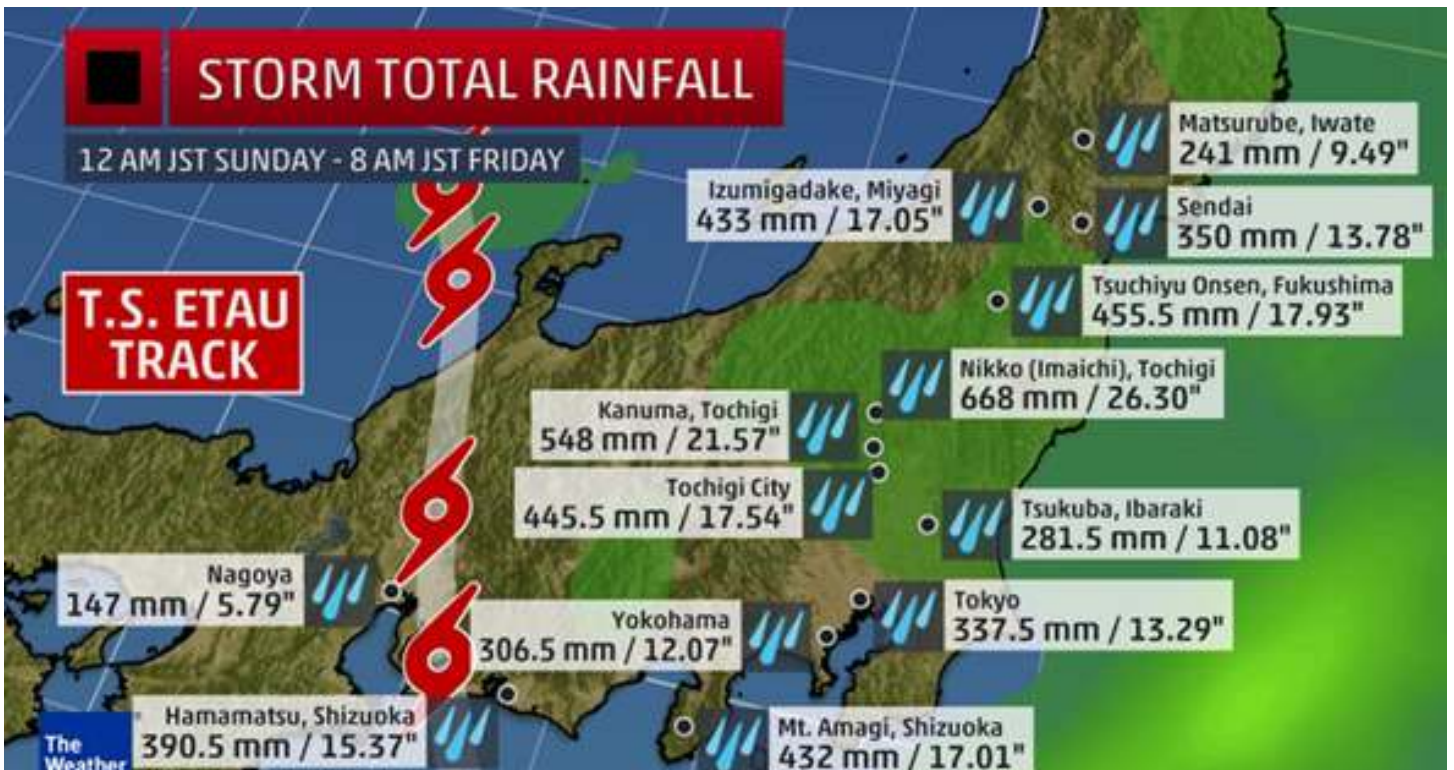 STORM TOTAL RAINFALL
12 AM JST SUNDAY - 8 AM JST FRIDAY
T.S. ETAU
TRACK
Matsurube, Iwate
241 mm / 9.49"
Izumigadake, Miyagi
433 mm / 17.05"
Sendai
350 mm / 13.78"
Tsuchiyu Onsen, Fukushima
455.5 mm / 17.93"
Nikko (Imaichi), Tochigi
668 mm / 26.30"
Kanuma, Tochigi
548 mm / 21.57"
Tochigi City
445.5 mm / 17.54"
Tsukuba, Ibaraki
281.5 mm / 11.08"
Nagoya
147 mm / 5.79"
Yokohama
306.5 mm / 12.07"
Tokyo
337.5 mm / 13.29"
Hamamatsu, Shizuoka
390.5 mm / 15.37"
Mt. Amagi, Shizuoka
432 mm / 17.01"
The
Weather